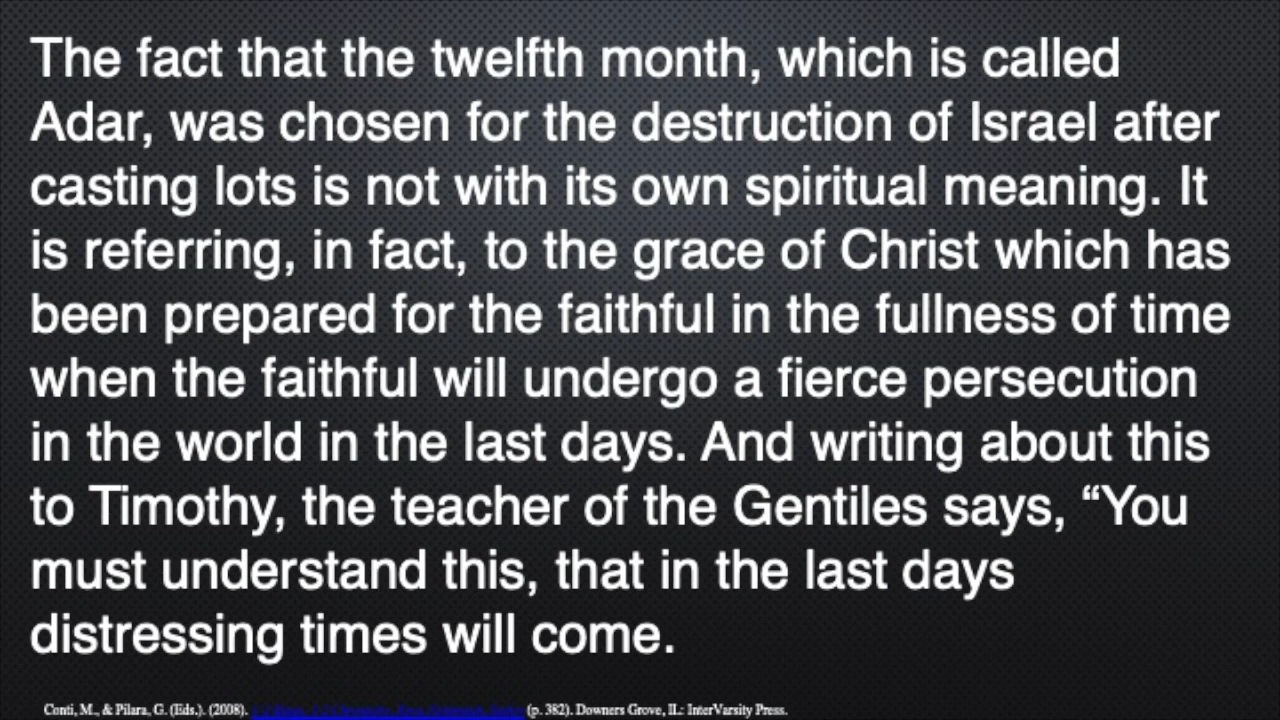 The fact that the twelfth month, which is called
Adar, was chosen for the destruction of Israel after
casting lots is not with its own spiritual meaning. It
is referring, in fact, to the grace of Christ which has
been prepared for the faithful in the fullness of time
when the faithful will undergo a fierce persecution
in the world in the last days. And writing about this
to Timothy, the teacher of the Gentiles says, “You
must understand this, that in the last days
distressing times will come.
Conti, M., & Pilara, G. (Eds.). (2008). (p. 382). Downers Grove, IL: InterVarsity Press.